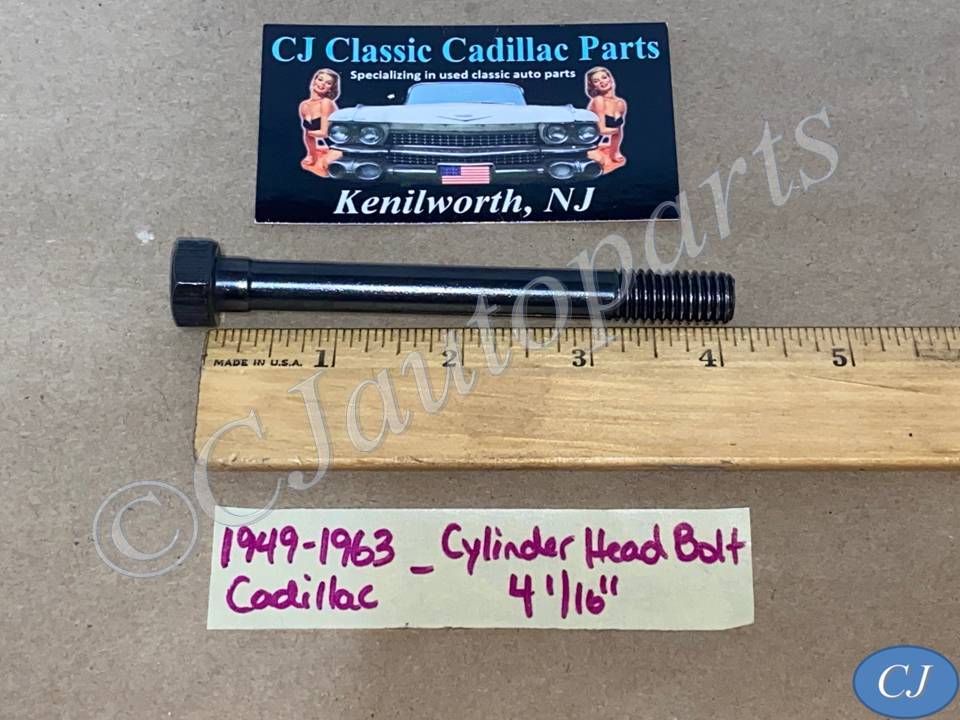 CJ Classic Cadillac Parts
Specializing in used classic auto parts
Kenilworth, NJ
MADE IN U.S.A. 1 2 3 4 5
©CJautoparts
1949-1963 - Cylinder Head Bolt
Cadillac 4 1/16"
CJ